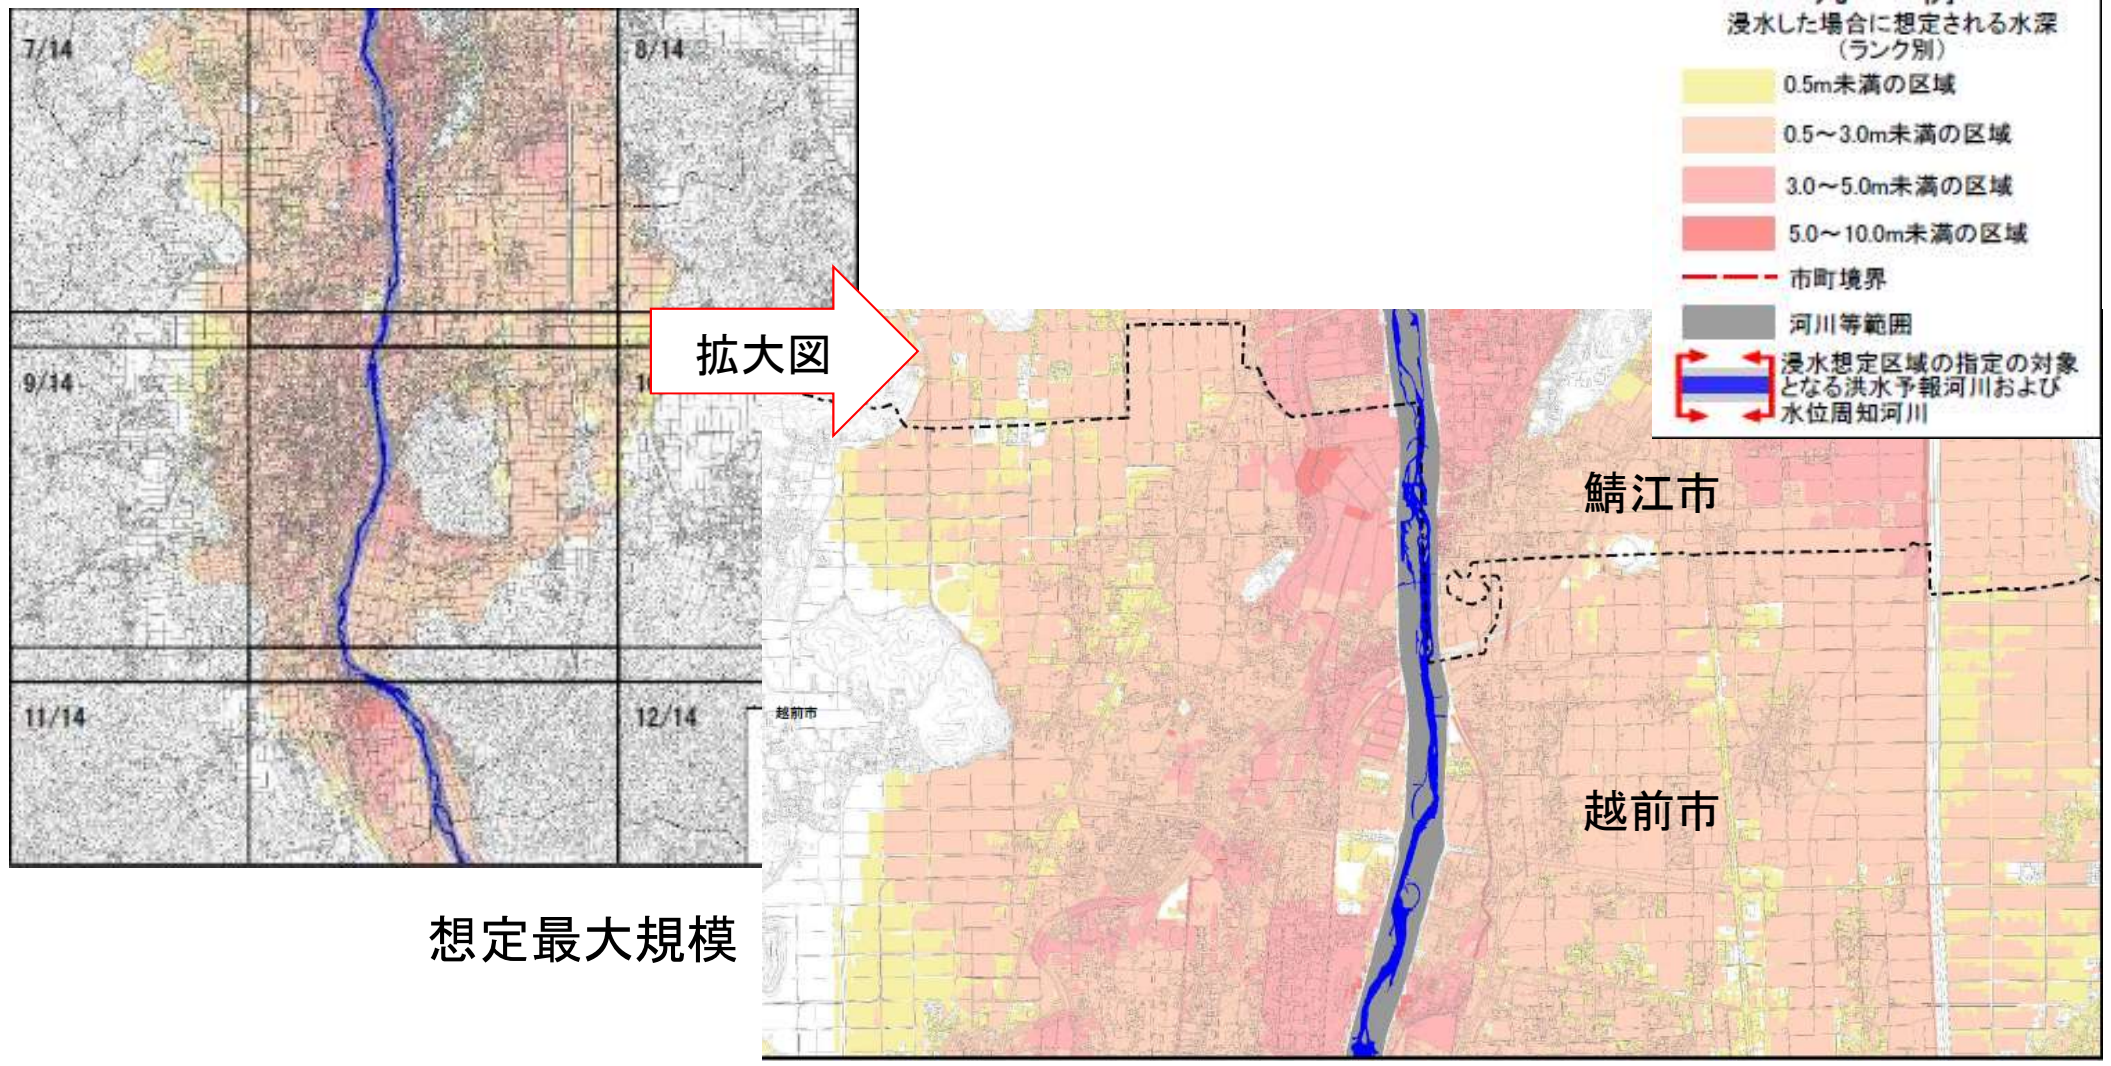 7/14
8/14
9/14
11/14
12/14
拡大図
想定最大規模
浸水した場合に想定される水深
（ランク別）
0.5m未満の区域
0.5～3.0m未満の区域
3.0～5.0m未満の区域
5.0～10.0m未満の区域
市町境界
河川等範囲
浸水想定区域の指定の対象
となる洪水予報河川および
水位周知河川
鯖江市
越前市
越前市